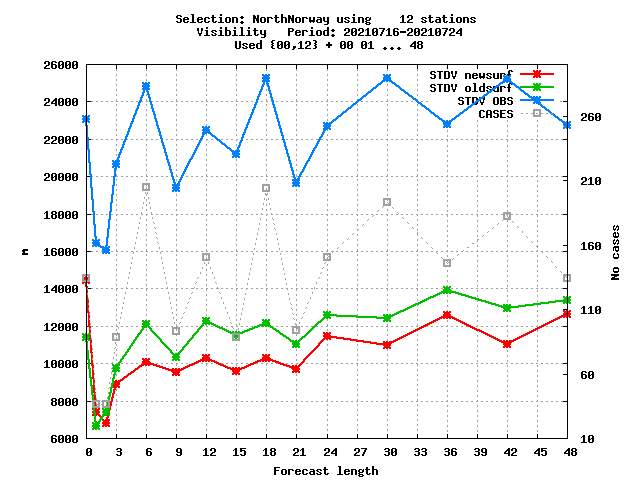 Selection: NorthNorway using    12 stations
Visibility   Period: 20210716-20210724
Used {00,12} + 00 01 ... 48
STDV newsurf
STDV oldsurf
STDV OBS
CASES
26000
24000
22000
20000
18000
16000
14000
12000
10000
8000
6000
m
260
210
160
110
60
10
No cases
0 3 6 9 12 15 18 21 24 27 30 33 36 39 42 45 48
Forecast length